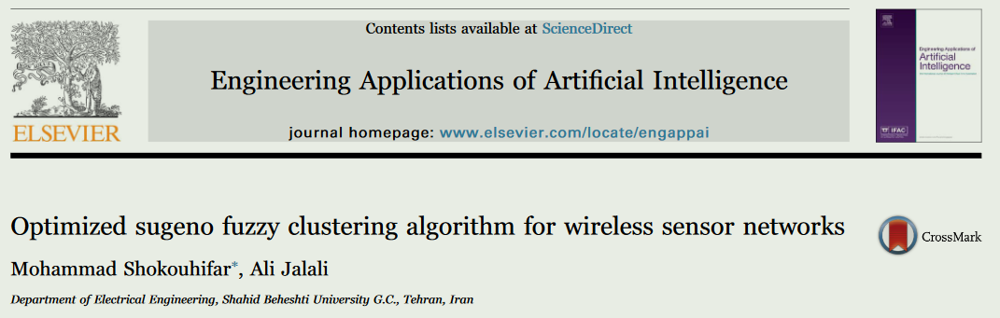 Contents lists available at ScienceDirect
Engineering Applications of Artificial Intelligence
journal homepage: www.elsevier.com/locate/engappai
ELSEVIER
Engineering Applications of
Artificial
Intelligence
IFAC
Optimized sugeno fuzzy clustering algorithm for wireless sensor networks
CrossMark
Mohammad Shokouhifar*, Ali Jalali
Department of Electrical Engineering, Shahid Beheshti University G.C., Tehran, Iran